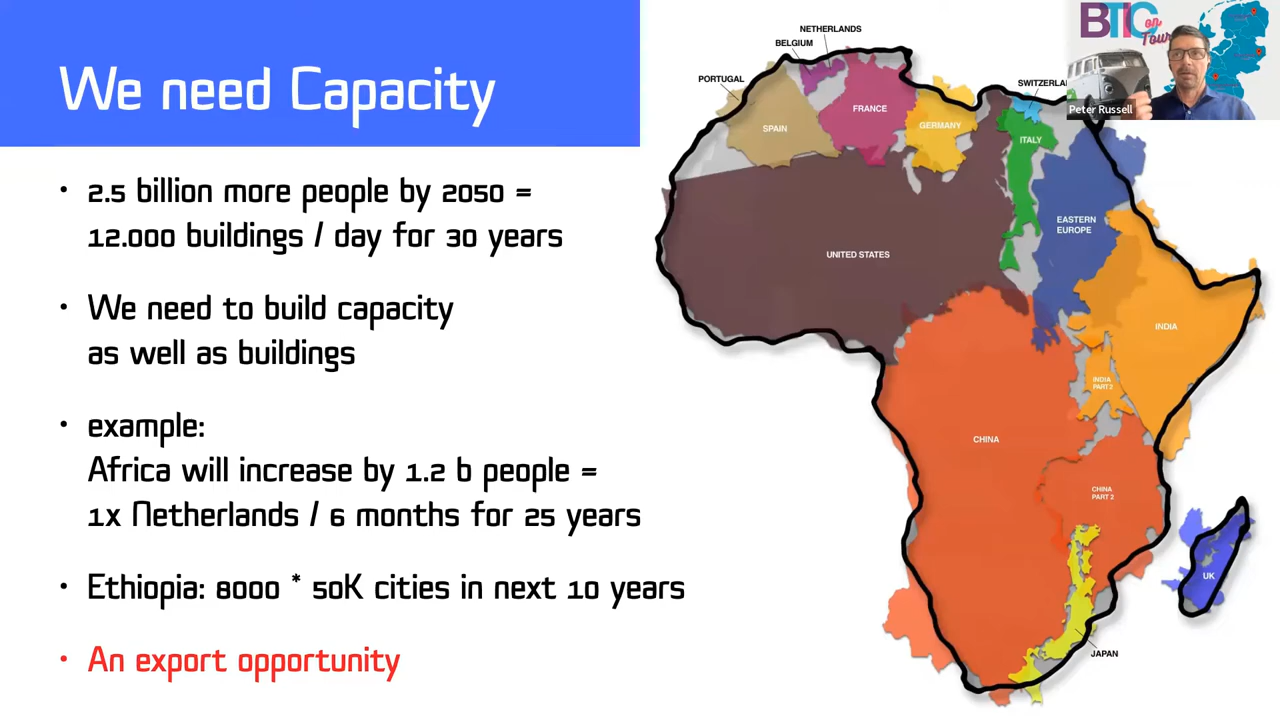 We need Capacity
• 2.5 billion more people by 2050 =
12.000 buildings / day for 30 years
• We need to build capacity
as well as buildings
• example:
Africa will increase by 1.2 b people =
1x Netherlands / 6 months for 25 years
• Ethiopia: 8000 * 50K cities in next 10 years
• An export opportunity
NETHERLANDS
BELGIUM
PORTUGAL
SWITZERLA
SPAIN
FRANCE
GERMANY
ITALY
UNITED STATES
EASTERN
EUROPE
INDIA
INDIA
PART 2
CHINA
CHINA
PART 2
UK
JAPAN
BTIC on
Tour
Peter Russell